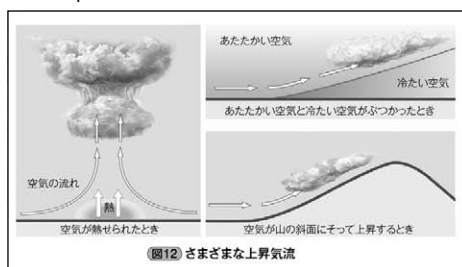 空気の流れ
熱
空気が熱せられたとき
あたたかい空気
冷たい空気
あたたかい空気と冷たい空気がぶつかったとき
空気が山の斜面にそって上昇するとき
図12 さまざまな上昇気流